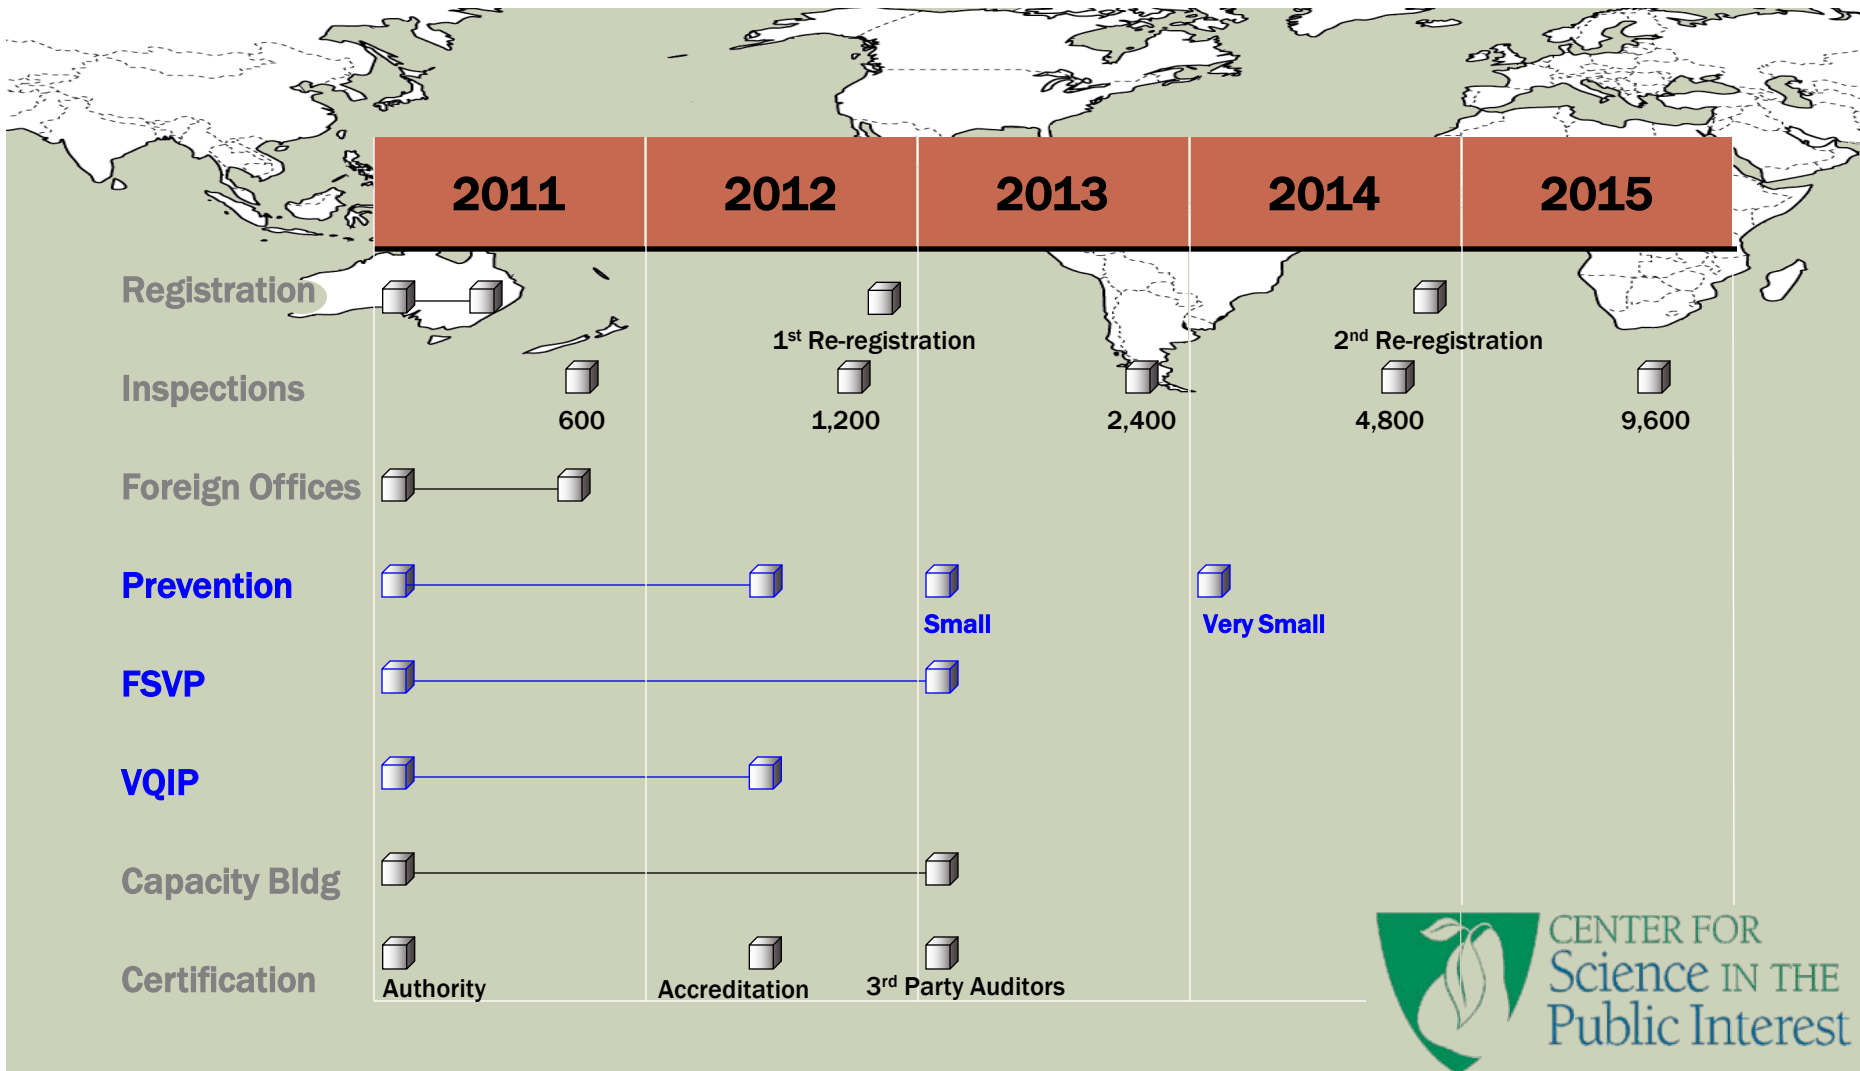 2011 2012 2013 2014 2015
Registration
1st Re-registration 2nd Re-registration
Inspections
600 1,200 2,400 4,800 9,600
Foreign Offices
Prevention
Small Very Small
FSVP
VQIP
Capacity Bldg
Certification
Authority Accreditation 3rd Party Auditors
CENTER FOR
Science IN THE
Public Interest